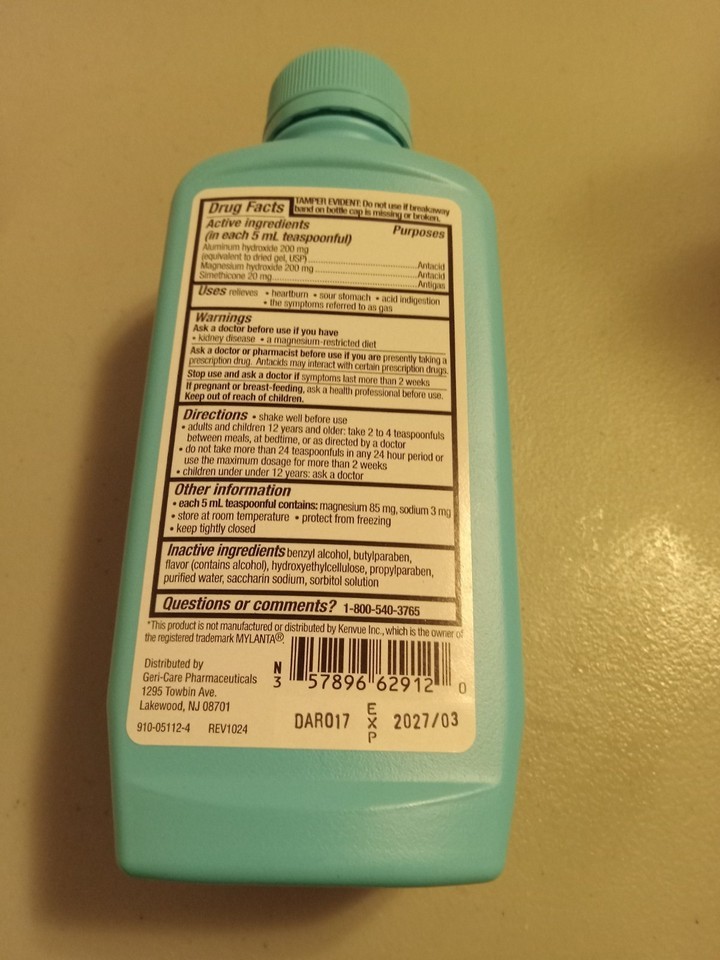 Drug Facts
TAMPER EVIDENT: Do not use if breakaway
band on bottle cap is missing or broken.
Active ingredients
(in each 5 mL teaspoonful) Purposes
Aluminum hydroxide 200 mg
(equivalent to dried gel, USP)..........Antacid
Magnesium hydroxide 200 mg..........Antacid
Simethicone 20 mg..........Antigas
Uses relieves • heartburn • sour stomach • acid indigestion
• the symptoms referred to as gas
Warnings
Ask a doctor before use if you have
• kidney disease • a magnesium-restricted diet
Ask a doctor or pharmacist before use if you are presently taking a
prescription drug. Antacids may interact with certain prescription drugs.
Stop use and ask a doctor if symptoms last more than 2 weeks
If pregnant or breast-feeding, ask a health professional before use.
Keep out of reach of children.
Directions • shake well before use
• adults and children 12 years and older: take 2 to 4 teaspoonfuls
between meals, at bedtime, or as directed by a doctor
• do not take more than 24 teaspoonfuls in any 24 hour period or
use the maximum dosage for more than 2 weeks
• children under under 12 years: ask a doctor
Other information
• each 5 mL teaspoonful contains: magnesium 85 mg, sodium 3 mg
• store at room temperature • protect from freezing
• keep tightly closed
Inactive ingredients benzyl alcohol, butylparaben,
flavor (contains alcohol), hydroxyethylcellulose, propylparaben,
purified water, saccharin sodium, sorbitol solution
Questions or comments? 1-800-540-3765
*This product is not manufactured or distributed by Kenvue Inc., which is the owner of
the registered trademark MYLANTA®.
Distributed by
Geri-Care Pharmaceuticals
1295 Towbin Ave.
Lakewood, NJ 08701
910-05112-4 REV1024
N
3 57896 62912 0
DAR017 EXP 2027/03